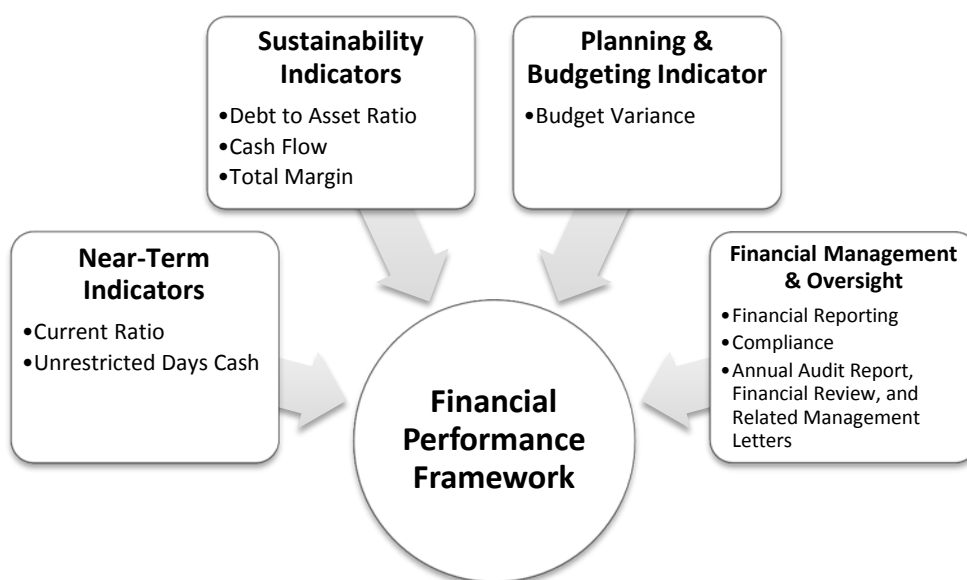 Sustainability
Indicators
•Debt to Asset Ratio
•Cash Flow
•Total Margin
Planning &
Budgeting Indicator
•Budget Variance
Near-Term
Indicators
•Current Ratio
•Unrestricted Days Cash
Financial Management
& Oversight
•Financial Reporting
•Compliance
•Annual Audit Report,
Financial Review, and
Related Management
Letters
Financial
Performance
Framework